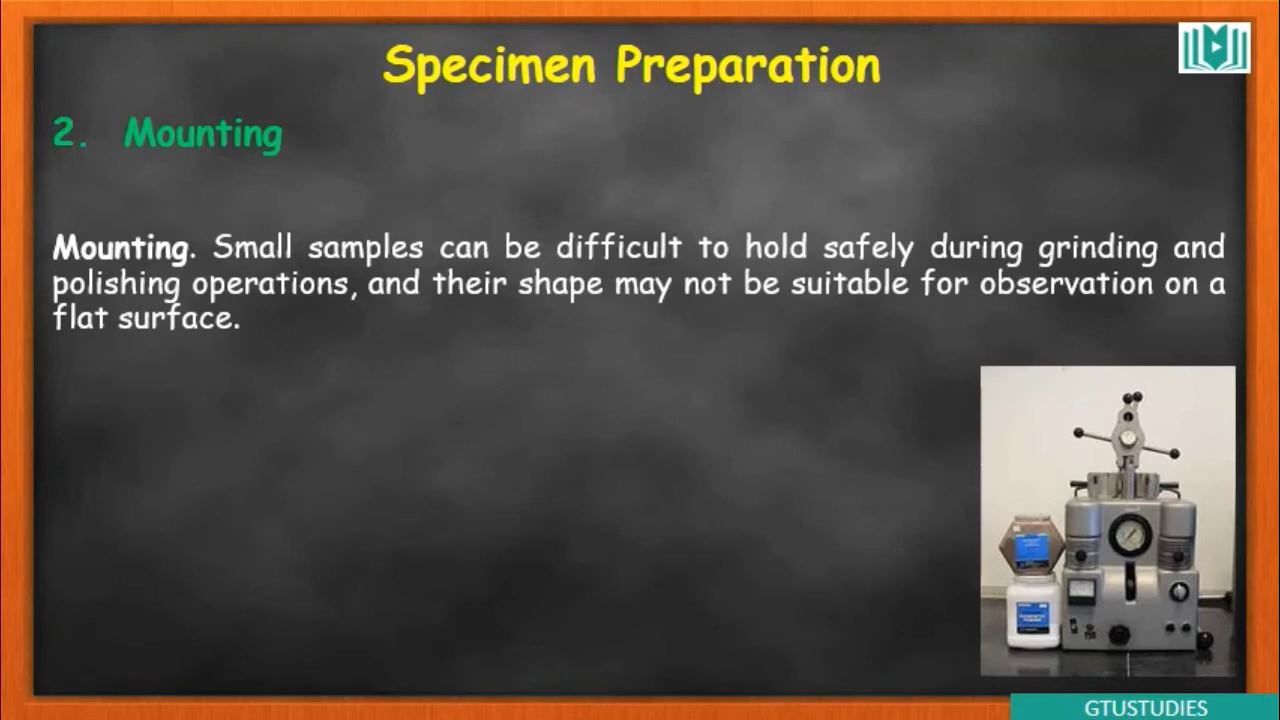 Specimen Preparation
2. Mounting
Mounting. Small samples can be difficult to hold safely during grinding and
polishing operations, and their shape may not be suitable for observation on a
flat surface.
GTUSTUDIES